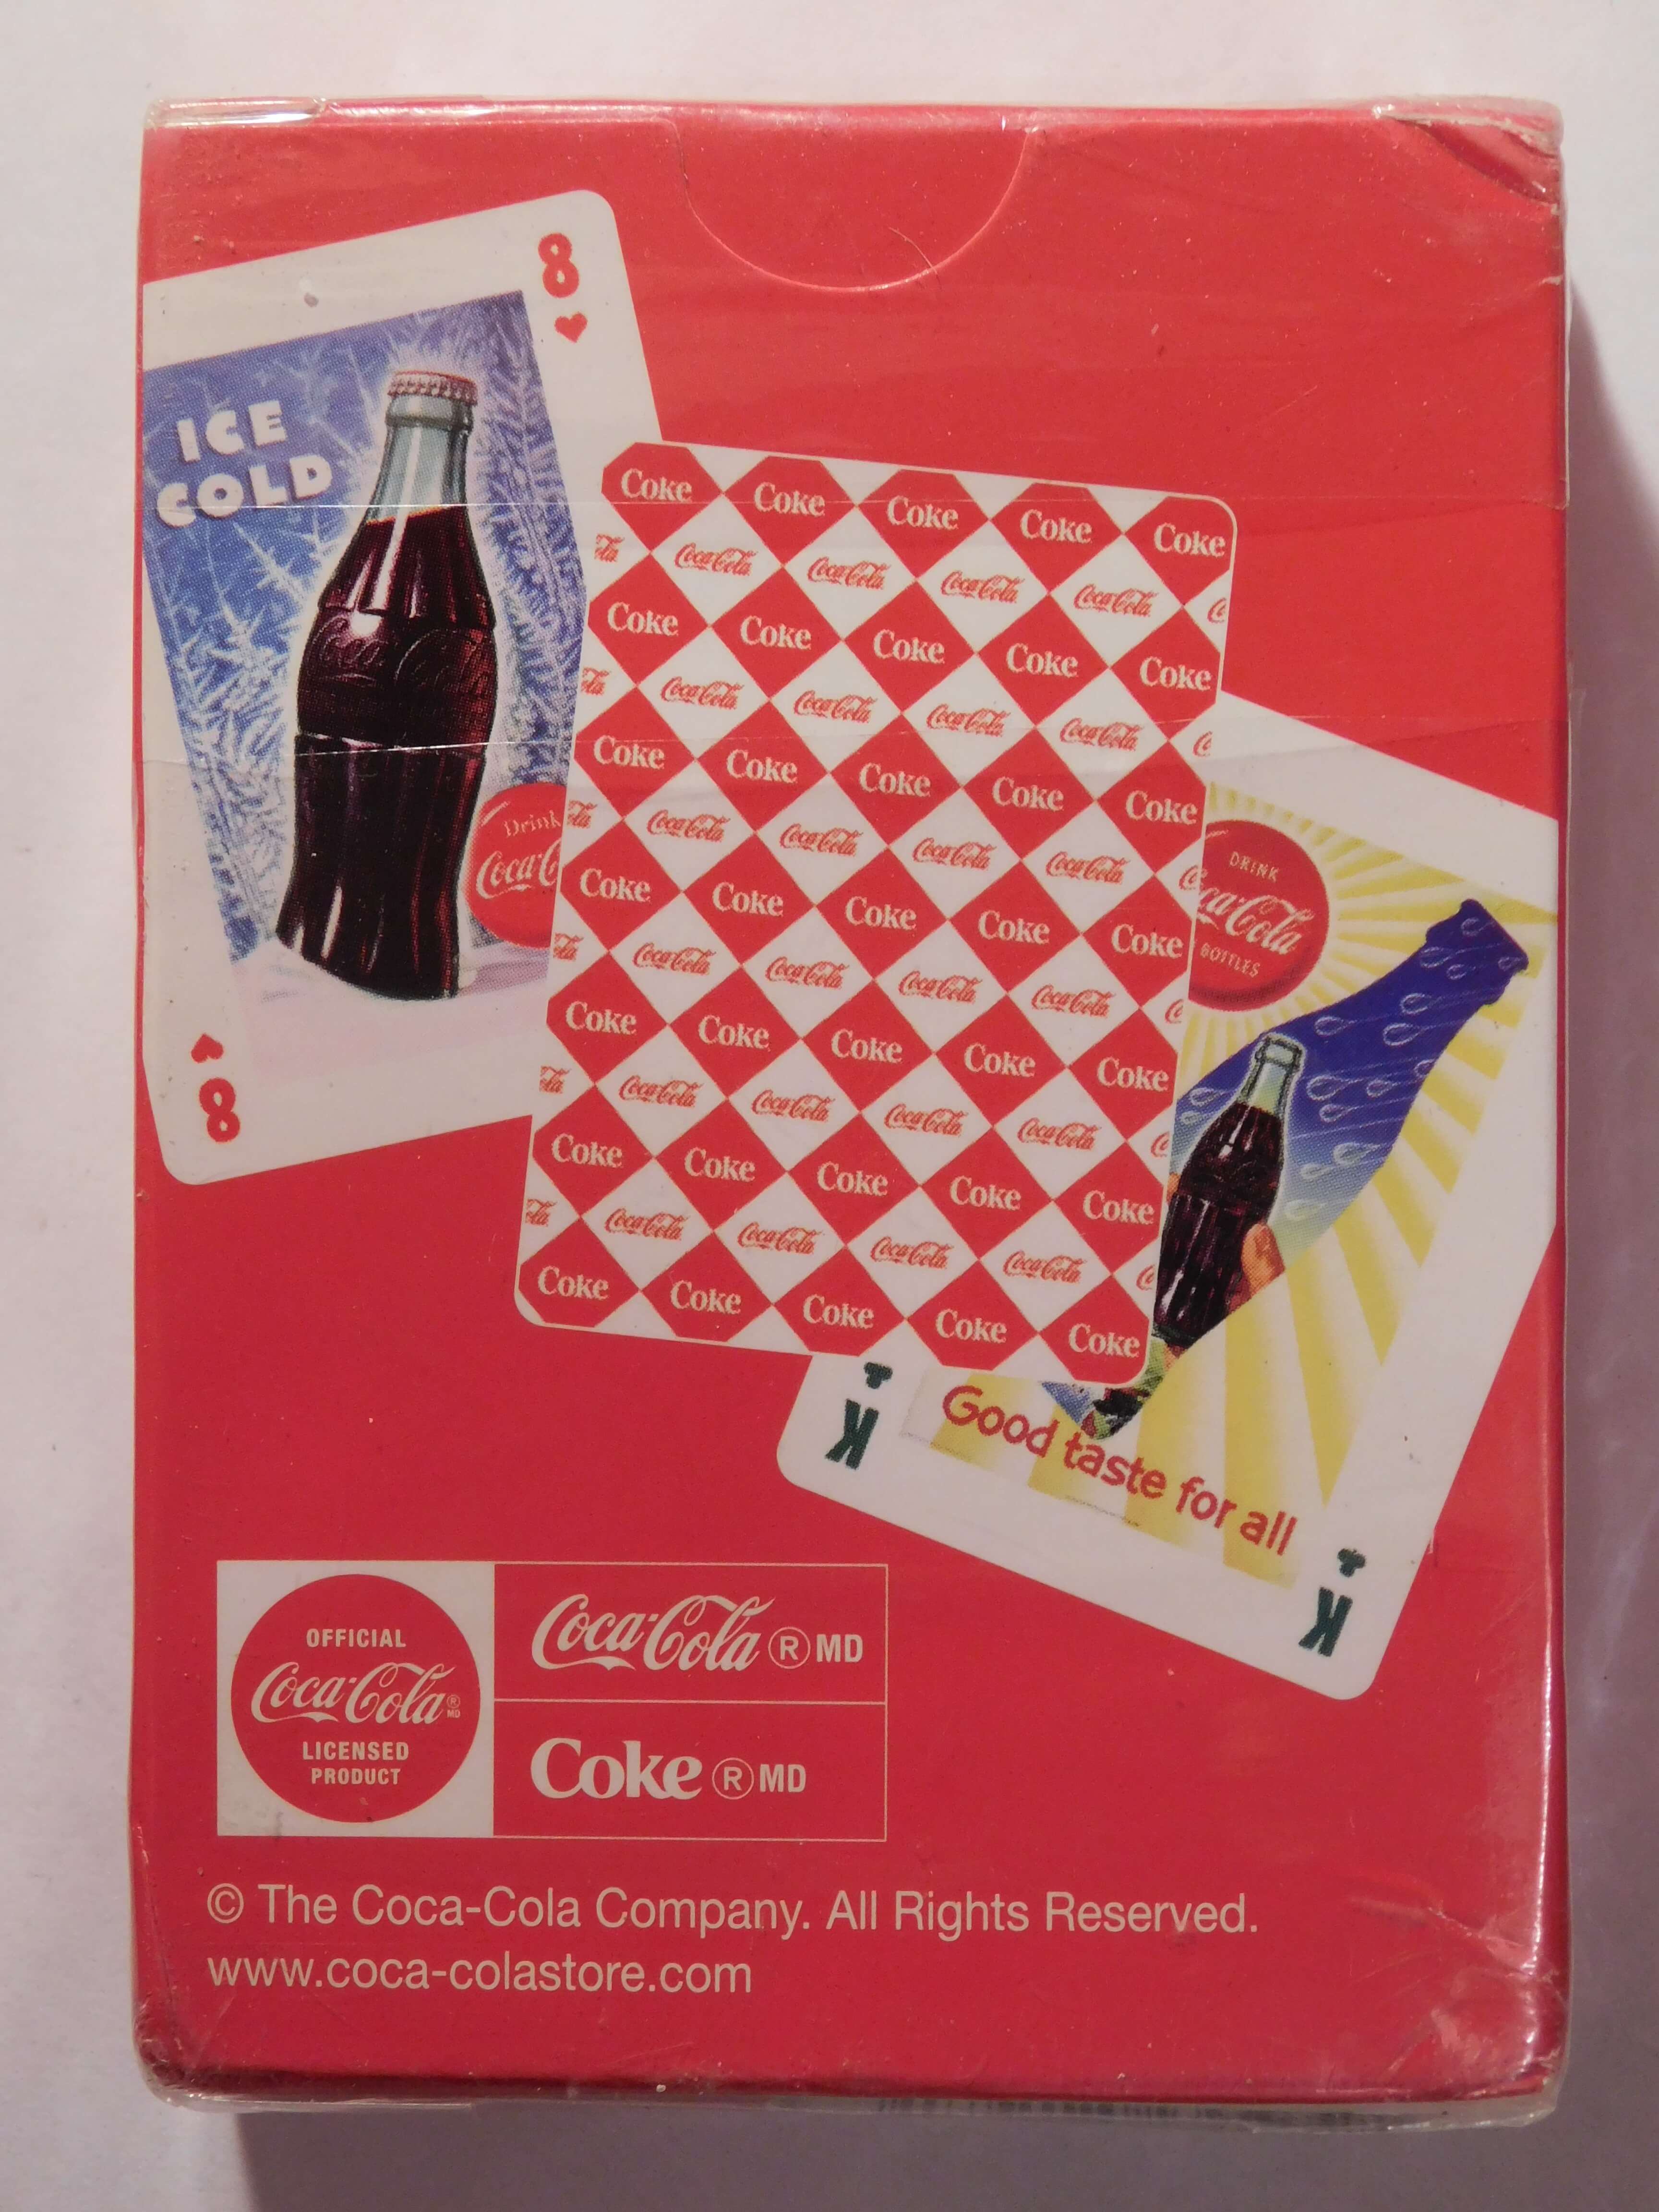 8
ICE
COLD
Drink
Coca-C
8
Coke Coke Coke Coke Coke
Coca-Cola Coca-Cola Coca-Cola Coca-Cola
Coke Coke Coke Coke Coke
Coca-Cola Coca-Cola Coca-Cola Coca-Cola
Coke Coke Coke Coke Coke
Coca-Cola Coca-Cola Coca-Cola Coca-Cola
Coke Coke Coke Coke Coke
Coca-Cola Coca-Cola Coca-Cola Coca-Cola
Coke Coke Coke Coke Coke
Coca-Cola Coca-Cola Coca-Cola Coca-Cola
Coke Coke Coke Coke Coke
Coca-Cola Coca-Cola Coca-Cola Coca-Cola
Coke Coke Coke Coke Coke
DRINK
Coca-Cola
BOTTLES
K
Good taste for all
K
OFFICIAL
Coca-Cola ® MD
LICENSED
PRODUCT
Coca-Cola ® MD
Coke ® MD
© The Coca-Cola Company. All Rights Reserved.
www.coca-colastore.com